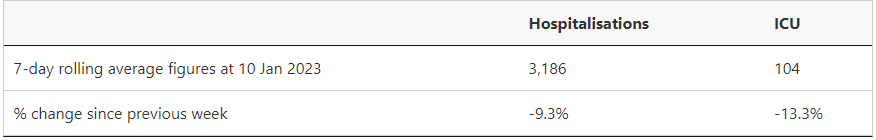 Hospitalisations ICU
7-day rolling average figures at 10 Jan 2023 3,186 104
% change since previous week -9.3% -13.3%